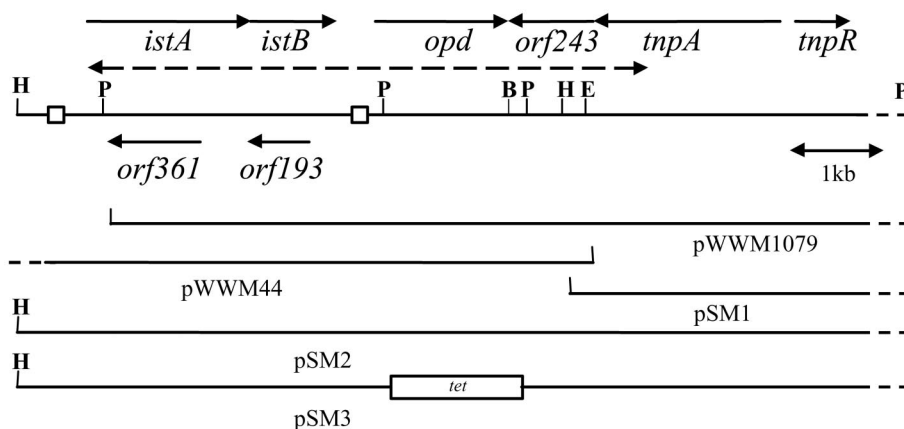 istA istB opd orf243 tnpA tnpR
H P P B P H E P
orf361 orf193 1kb
pWWM1079
pWWM44
pSM1
H
pSM2
H
tet
pSM3